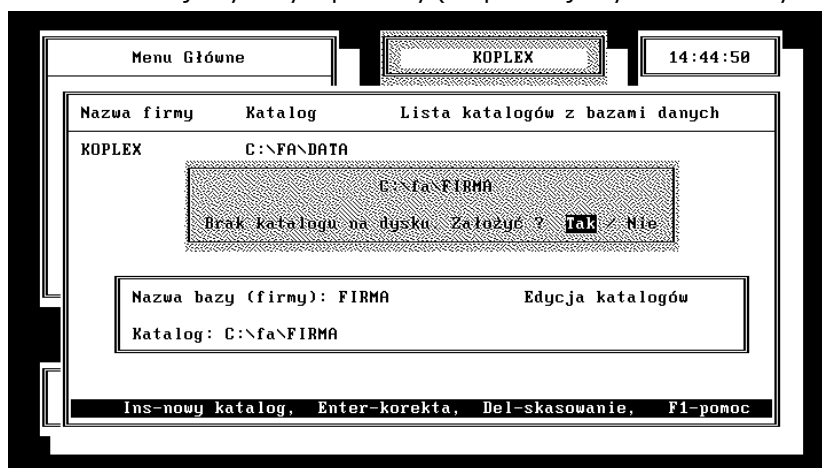 Menu Główne KOPLEX 14:44:50
Nazwa firmy Katalog Lista katalogów z bazami danych
KOPLEX C:\FA\DATA
C:\fa\FIRMA
Brak katalogu na dysku. Założyć ? Tak / Nie
Nazwa bazy (firmy): FIRMA Edycja katalogów
Katalog: C:\fa\FIRMA
Ins-nowy katalog, Enter-korekta, Del-skasowanie, F1-pomoc